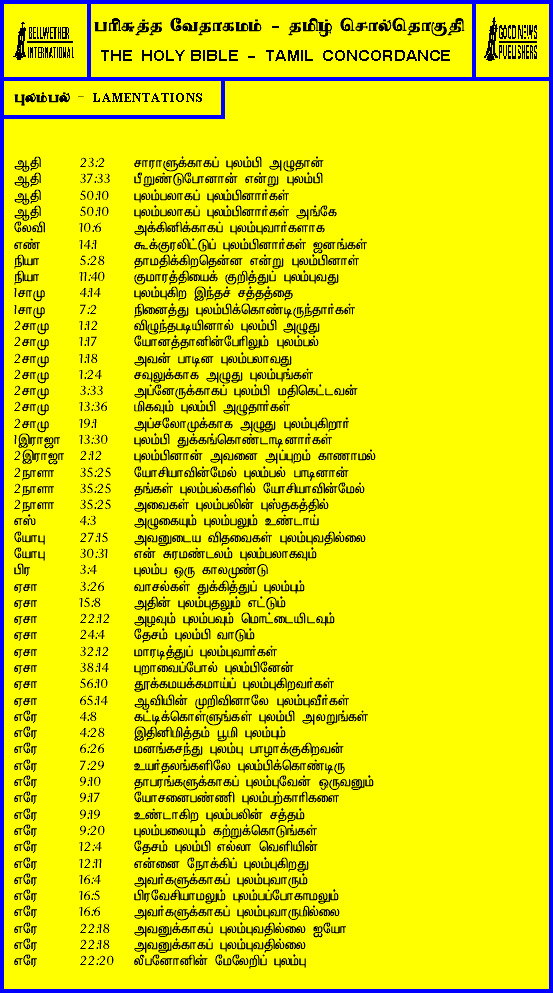 BELLWETHER INTERNATIONAL
பரிசுத்த வேதாகமம் - தமிழ் சொல்தொகுதி
THE HOLY BIBLE - TAMIL CONCORDANCE
GOOD NEWS PUBLISHERS
புலம்பல் - LAMENTATIONS
ஆதி 23:2 சாராளுக்காகப் புலம்பி அழுதான்
ஆதி 37:33 பீறுண்டுபோனான் என்று புலம்பி
ஆதி 50:10 புலம்பலாகப் புலம்பினார்கள்
ஆதி 50:10 புலம்பலாகப் புலம்பினார்கள் அங்கே
லேவி 10:6 அக்கினிக்காகப் புலம்புவார்களாக
எண் 14:1 கூக்குரலிட்டுப் புலம்பினார்கள் ஜனங்கள்
நியா 5:28 தாமதிக்கிறதென்ன என்று புலம்பினாள்
நியா 11:40 குமாரத்தியைக் குறித்துப் புலம்புவது
1சாமு 4:14 புலம்புகிற இந்தச் சத்தத்தை
1சாமு 7:2 நினைத்து புலம்பிக்கொண்டிருந்தார்கள்
2சாமு 1:12 விழுந்தபடியினால் புலம்பி அழுது
2சாமு 1:17 யோனத்தானின்பேரிலும் புலம்பல்
2சாமு 1:18 அவன் பாடின புலம்பலாவது
2சாமு 1:24 சவுலுக்காக அழுது புலம்புங்கள்
2சாமு 3:33 அப்னேருக்காகப் புலம்பி மதிகெட்டவன்
2சாமு 13:36 மிகவும் புலம்பி அழுதார்கள்
2சாமு 19:1 அப்சலோமுக்காக அழுது புலம்புகிறார்
1இராஜா 13:30 புலம்பி துக்கங்கொண்டாடினார்கள்
2இராஜா 2:12 புலம்பினான் அவனை அப்புறம் காணாமல்
2நாளா 35:25 யோசியாவின்மேல் புலம்பல் பாடினான்
2நாளா 35:25 தங்கள் புலம்பல்களில் யோசியாவின்மேல்
2நாளா 35:25 அவைகள் புலம்பலின் புஸ்தகத்தில்
எஸ் 4:3 அழுகையும் புலம்பலும் உண்டாய்
யோபு 27:15 அவனுடைய விதவைகள் புலம்புவதில்லை
யோபு 30:31 என் சுரமண்டலம் புலம்பலாகவும்
பிர 3:4 புலம்ப ஒரு காலமுண்டு
ஏசா 3:26 வாசல்கள் துக்கித்துப் புலம்பும்
ஏசா 15:8 அதின் புலம்புதலும் எட்டும்
ஏசா 22:12 அழவும் புலம்பவும் மொட்டையிடவும்
ஏசா 24:4 தேசம் புலம்பி வாடும்
ஏசா 32:12 மாரடித்துப் புலம்புவார்கள்
ஏசா 38:14 புறாவைப்போல் புலம்பினேன்
ஏசா 56:10 தூக்கமயக்கமாய்ப் புலம்புகிறவர்கள்
ஏசா 65:14 ஆவியின் முறிவினாலே புலம்புவீர்கள்
எரே 4:8 கட்டிக்கொள்ளுங்கள் புலம்பி அலறுங்கள்
எரே 4:28 இதினிமித்தம் பூமி புலம்பும்
எரே 6:26 மனங்கசந்து புலம்பு பாழாக்குகிறவன்
எரே 7:29 உயர்தலங்களிலே புலம்பிக்கொண்டிரு
எரே 9:10 தாபரங்களுக்காகப் புலம்புவேன் ஒருவனும்
எரே 9:17 யோசனைபண்ணி புலம்பற்காரிகளை
எரே 9:19 உண்டாகிற புலம்பலின் சத்தம்
எரே 9:20 புலம்பலையும் கற்றுக்கொடுங்கள்
எரே 12:4 தேசம் புலம்பி எல்லா வெளியின்
எரே 12:11 என்னை நோக்கிப் புலம்புகிறது
எரே 16:4 அவர்களுக்காகப் புலம்புவாரும்
எரே 16:5 பிரவேசியாமலும் புலம்பப்போகாமலும்
எரே 16:6 அவர்களுக்காகப் புலம்புவாருமில்லை
எரே 22:18 அவனுக்காகப் புலம்புவதில்லை ஐயோ
எரே 22:18 அவனுக்காகப் புலம்புவதில்லை
எரே 22:20 லீபனோனின் மேலேறிப் புலம்பு